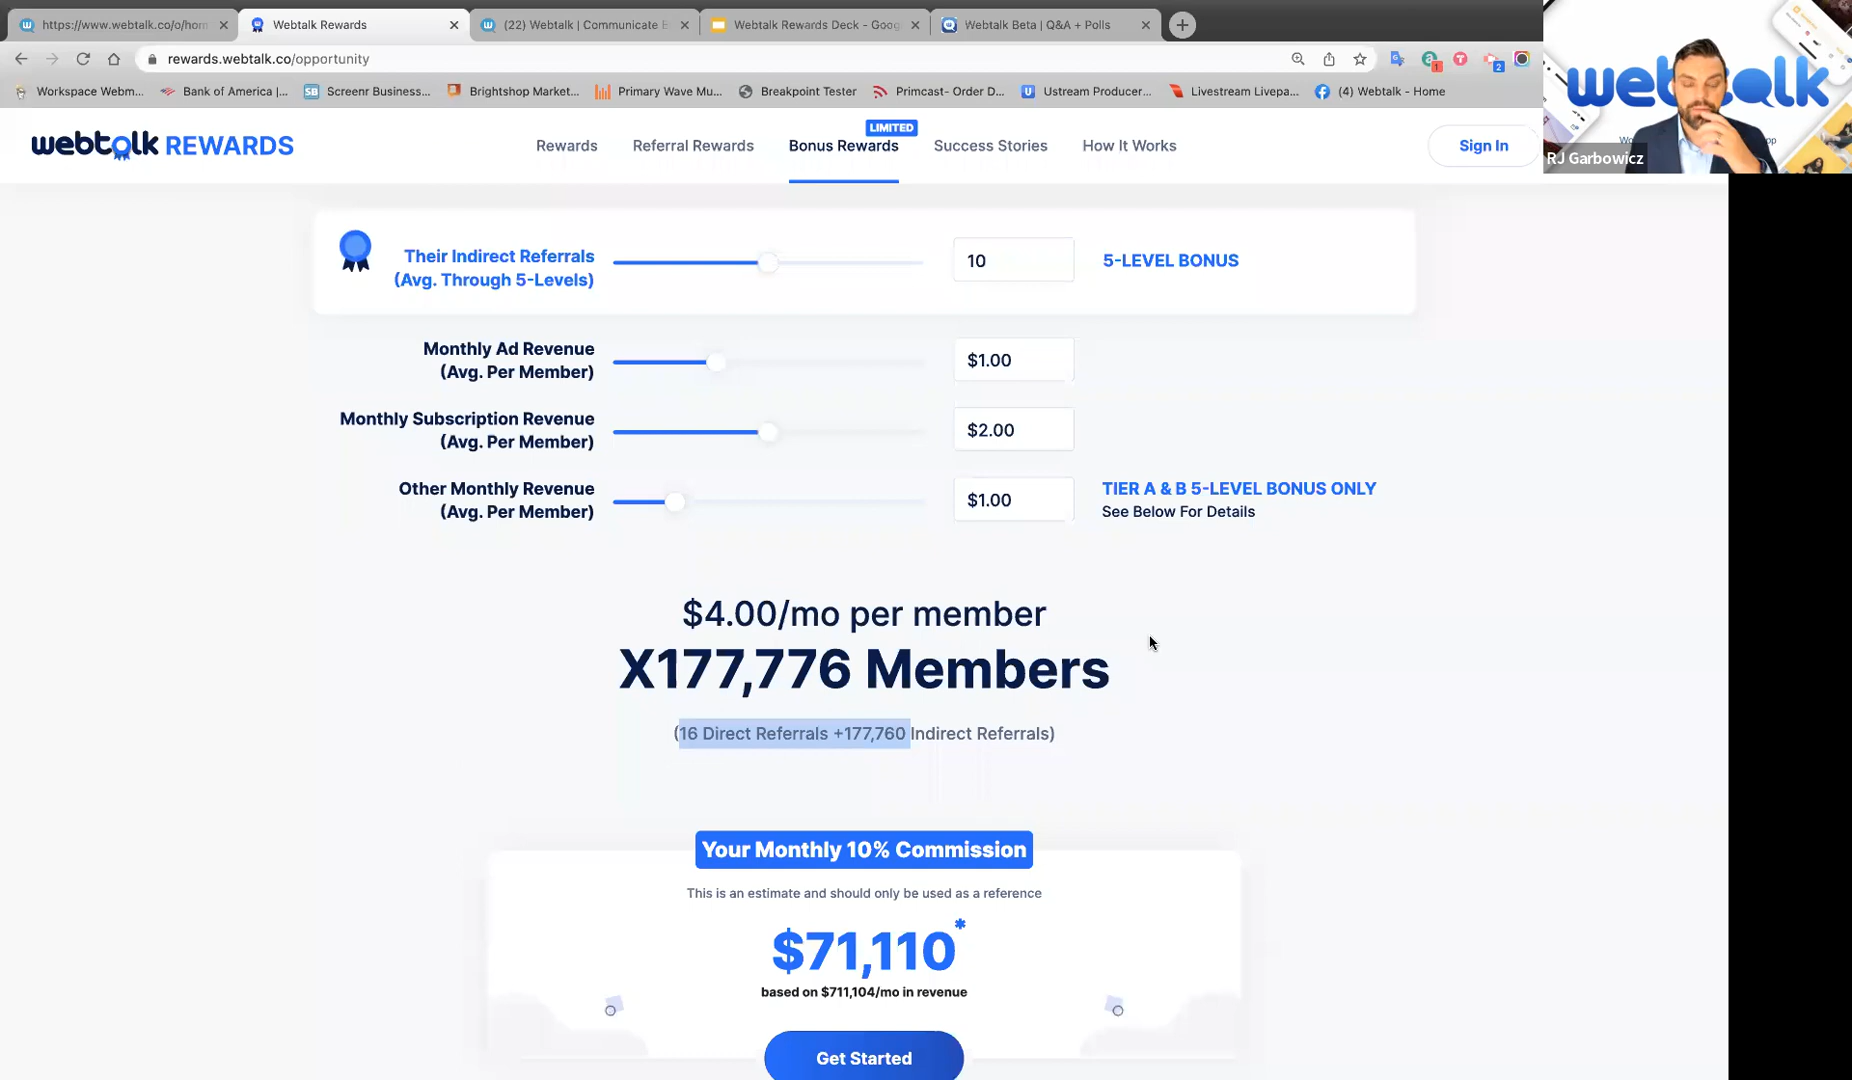 https://www.webtalk.co/o/hom
Webtalk Rewards
(22) Webtalk | Communicate E
Webtalk Rewards Deck - Goog
Webtalk Beta | Q&A + Polls
rewards.webtalk.co/opportunity
1
2
Workspace Webm...
Bank of America |...
SB Screenr Business...
Brightshop Market...
Primary Wave Mu...
Breakpoint Tester
Primcast- Order D...
Ustream Producer...
Livestream Livepa...
(4) Webtalk - Home
webtalk
RJ Garbowicz
webtalk REWARDS
Rewards
Referral Rewards
LIMITED
Bonus Rewards
Success Stories
How It Works
Sign In
Their Indirect Referrals
(Avg. Through 5-Levels)
10
5-LEVEL BONUS
Monthly Ad Revenue
(Avg. Per Member)
$1.00
Monthly Subscription Revenue
(Avg. Per Member)
$2.00
Other Monthly Revenue
(Avg. Per Member)
$1.00
TIER A & B 5-LEVEL BONUS ONLY
See Below For Details
$4.00/mo per member
X177,776 Members
(16 Direct Referrals +177,760 Indirect Referrals)
Your Monthly 10% Commission
This is an estimate and should only be used as a reference
$71,110*
based on $711,104/mo in revenue
Get Started